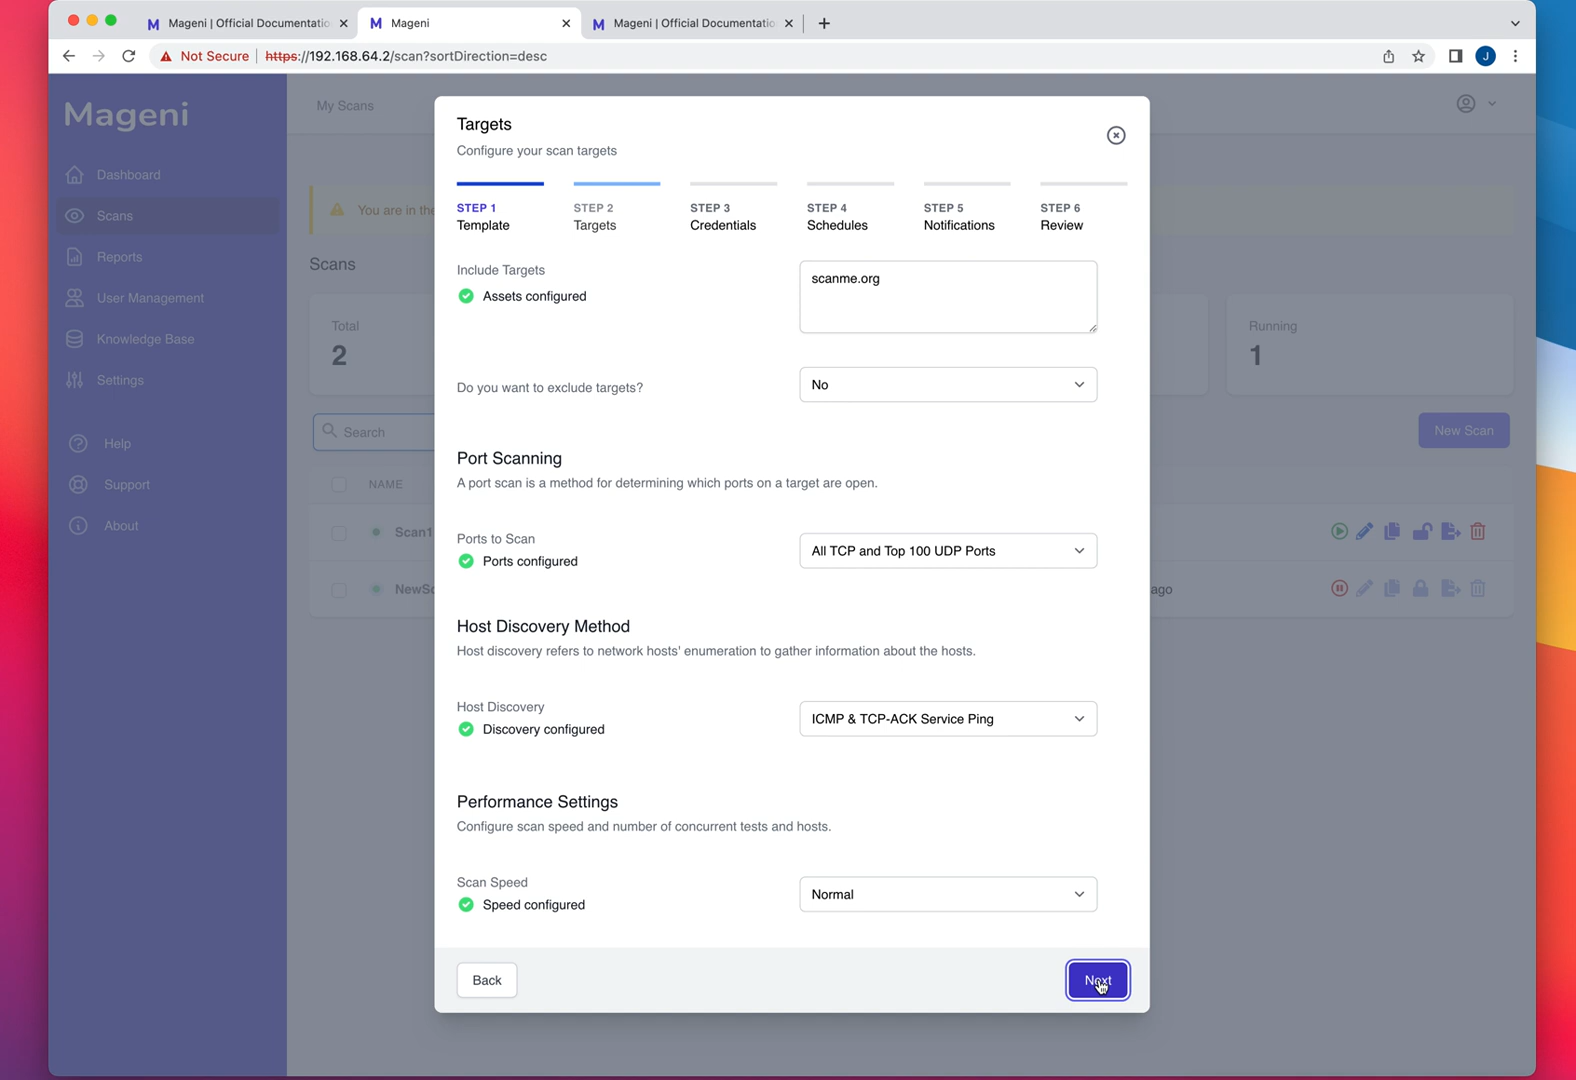 Mageni | Official Documentatio
Mageni
Mageni | Official Documentatio
Not Secure
https://192.168.64.2/scan?sortDirection=desc
J
Mageni
Dashboard
Scans
Reports
User Management
Knowledge Base
Settings
Help
Support
About
My Scans
You are in the
Scans
Total
2
Running
1
Search
New Scan
NAME
Scan1
NewSc
ago
Targets
Configure your scan targets
STEP 1
Template
STEP 2
Targets
STEP 3
Credentials
STEP 4
Schedules
STEP 5
Notifications
STEP 6
Review
Include Targets
Assets configured
scanme.org
Do you want to exclude targets?
No
Port Scanning
A port scan is a method for determining which ports on a target are open.
Ports to Scan
Ports configured
All TCP and Top 100 UDP Ports
Host Discovery Method
Host discovery refers to network hosts' enumeration to gather information about the hosts.
Host Discovery
Discovery configured
ICMP & TCP-ACK Service Ping
Performance Settings
Configure scan speed and number of concurrent tests and hosts.
Scan Speed
Speed configured
Normal
Back
Next